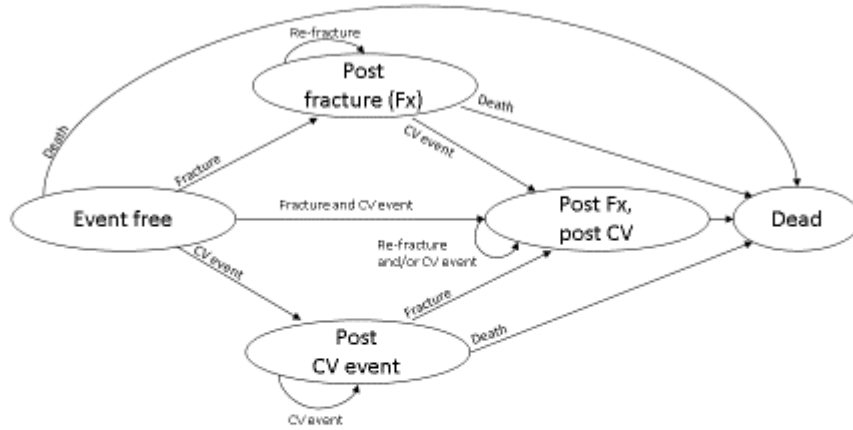 Re-fracture
Post
fracture (Fx)
Death
Death
CV event
Fracture
Event free
Fracture and CV event
Post Fx,
post CV
Dead
Re-fracture
and/or CV event
CV event
Fracture
Post
CV event
Death
CV event